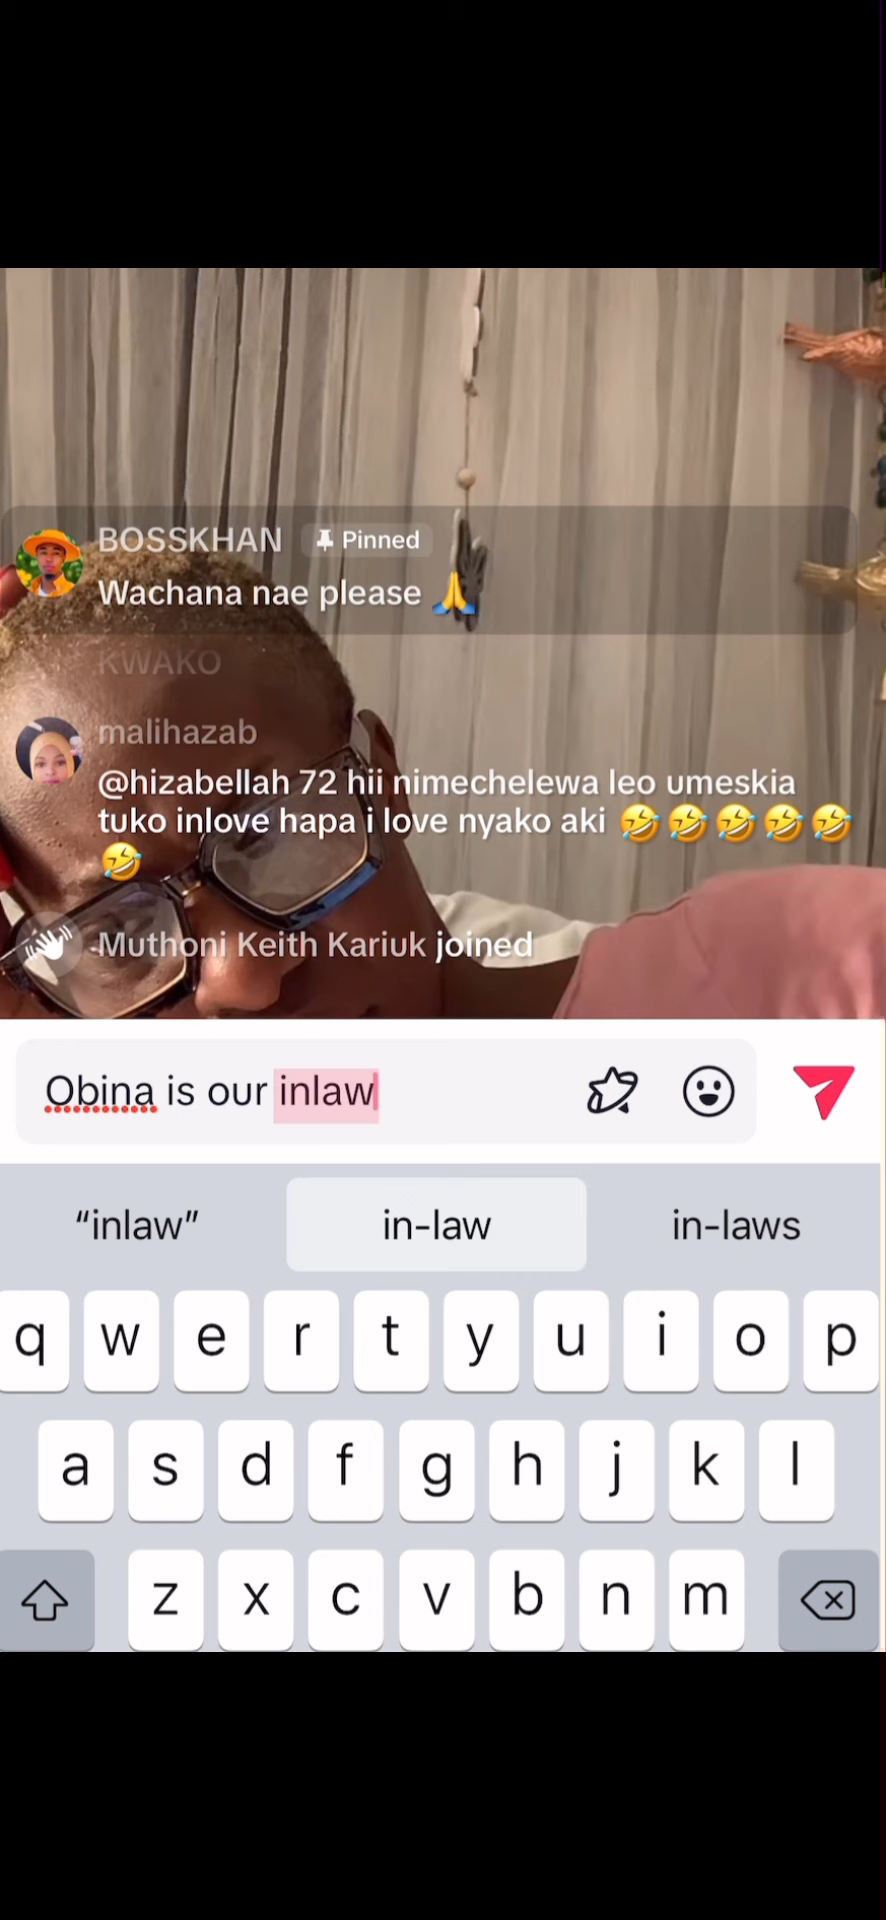 BOSSKHAN Pinned
Wachana nae please 🙏
KWAKO
malihazab
@hizabellah 72 hii nimechelewa leo umeskia
tuko inlove hapa i love nyako aki 🤣🤣🤣🤣🤣
🤣
Muthoni Keith Kariuk joined
Obina is our inlaw
“inlaw” in-law in-laws
q w e r t y u i o p
a s d f g h j k l
z x c v b n m